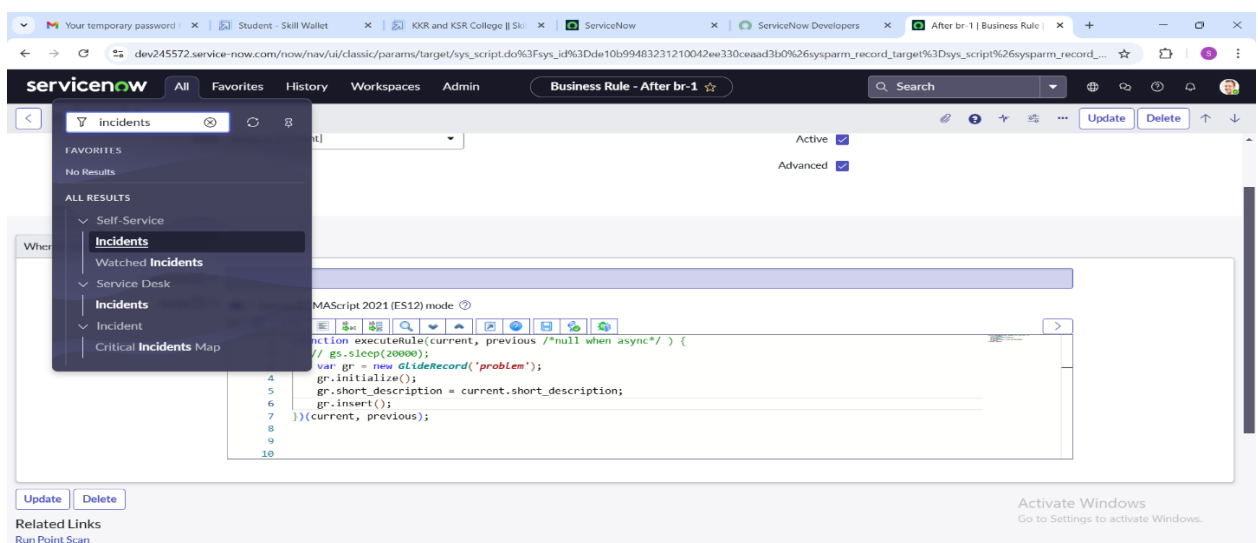 Your temporary password
Student - Skill Wallet
KKR and KSR College || Skil
ServiceNow
ServiceNow Developers
After br-1 | Business Rule |
dev245572.service-now.com/now/nav/ui/classic/params/target/sys_script.do%3Fsys_id%3Dde10b99483231210042ee330ceaad3b0%26sysparm_record_target%3Dsys_script%26sysparm_record_...
S
servicenow
All
Favorites
History
Workspaces
Admin
Business Rule - After br-1
Search
incidents
Update
Delete
FAVORITES
No Results
ALL RESULTS
Self-Service
Incidents
Watched Incidents
Service Desk
Incidents
Incident
Critical Incidents Map
nt]
Active
Advanced
When
MAScript 2021 (ES12) mode
nction executeRule(current, previous /*null when async*/ ) {
// gs.sleep(20000);
var gr = new GlideRecord('problem');
4 gr.initialize();
5 gr.short_description = current.short_description;
6 gr.insert();
7 })(current, previous);
8
9
10
Update
Delete
Activate Windows
Go to Settings to activate Windows.
Related Links
Run Point Scan